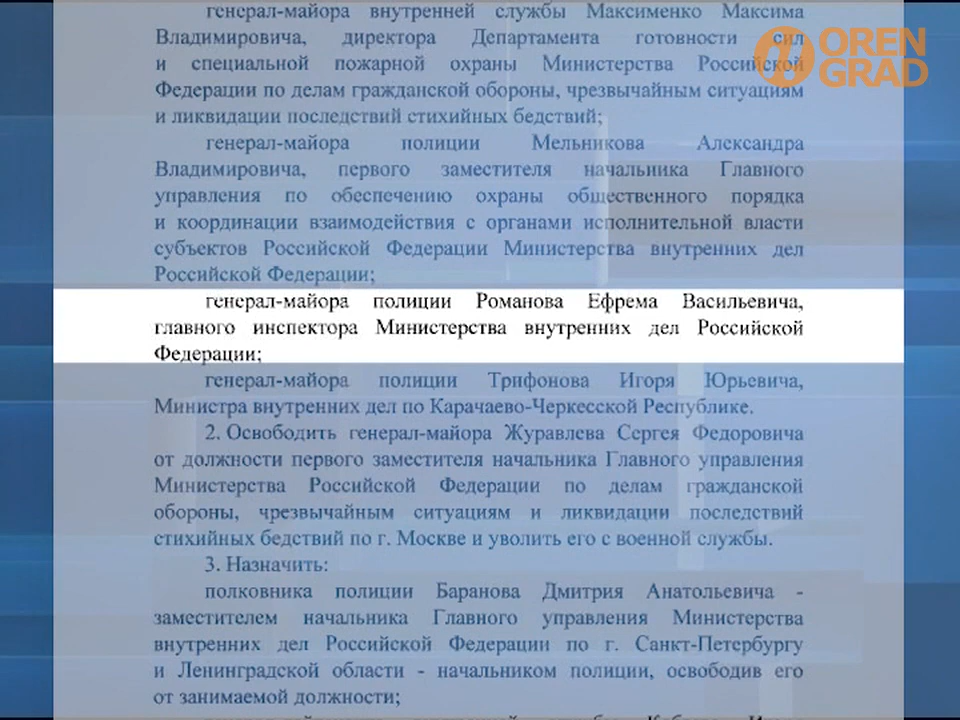 генерал-майора внутренней службы Максименко Максима
Владимировича, директора Департамента готовности сил
и специальной пожарной охраны Министерства Российской
Федерации по делам гражданской обороны, чрезвычайным ситуациям
и ликвидации последствий стихийных бедствий;
генерал-майора полиции Мельникова Александра
Владимировича, первого заместителя начальника Главного
управления по обеспечению охраны общественного порядка
и координации взаимодействия с органами исполнительной власти
субъектов Российской Федерации Министерства внутренних дел
Российской Федерации;
генерал-майора полиции Романова Ефрема Васильевича,
главного инспектора Министерства внутренних дел Российской
Федерации;
генерал-майора полиции Трифонова Игоря Юрьевича,
Министра внутренних дел по Карачаево-Черкесской Республике.
2. Освободить генерал-майора Журавлева Сергея Федоровича
от должности первого заместителя начальника Главного управления
Министерства Российской Федерации по делам гражданской
обороны, чрезвычайным ситуациям и ликвидации последствий
стихийных бедствий по г. Москве и уволить его с военной службы.
3. Назначить:
полковника полиции Баранова Дмитрия Анатольевича -
заместителем начальника Главного управления Министерства
внутренних дел Российской Федерации по г. Санкт-Петербургу
и Ленинградской области - начальником полиции, освободив его
от занимаемой должности;
OREN
GRAD